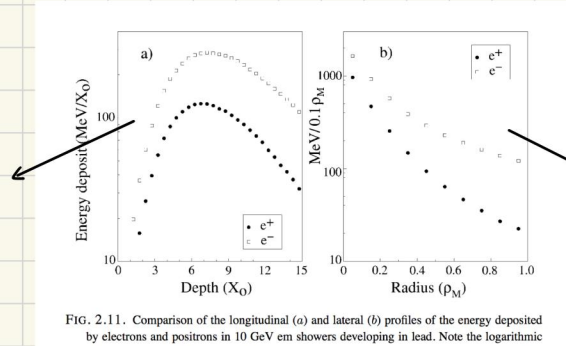 a)
Energy deposit (MeV/X₀)
100
10
0 3 6 9 12 15
Depth (X₀)
e⁺
e⁻
b)
MeV/0.1ρM
1000
100
10
0 0.2 0.4 0.6 0.8 1.0
Radius (ρM)
e⁺
e⁻
FIG. 2.11. Comparison of the longitudinal (a) and lateral (b) profiles of the energy deposited
by electrons and positrons in 10 GeV em showers developing in lead. Note the logarithmic